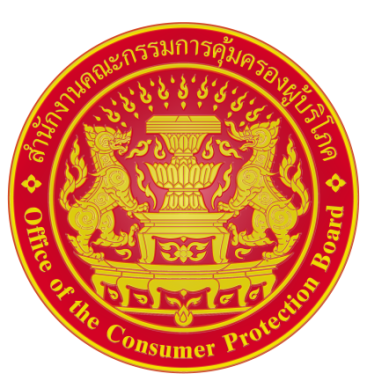 สำนักงานคณะกรรมการคุ้มครองผู้บริโภค
Office of the Consumer Protection Board